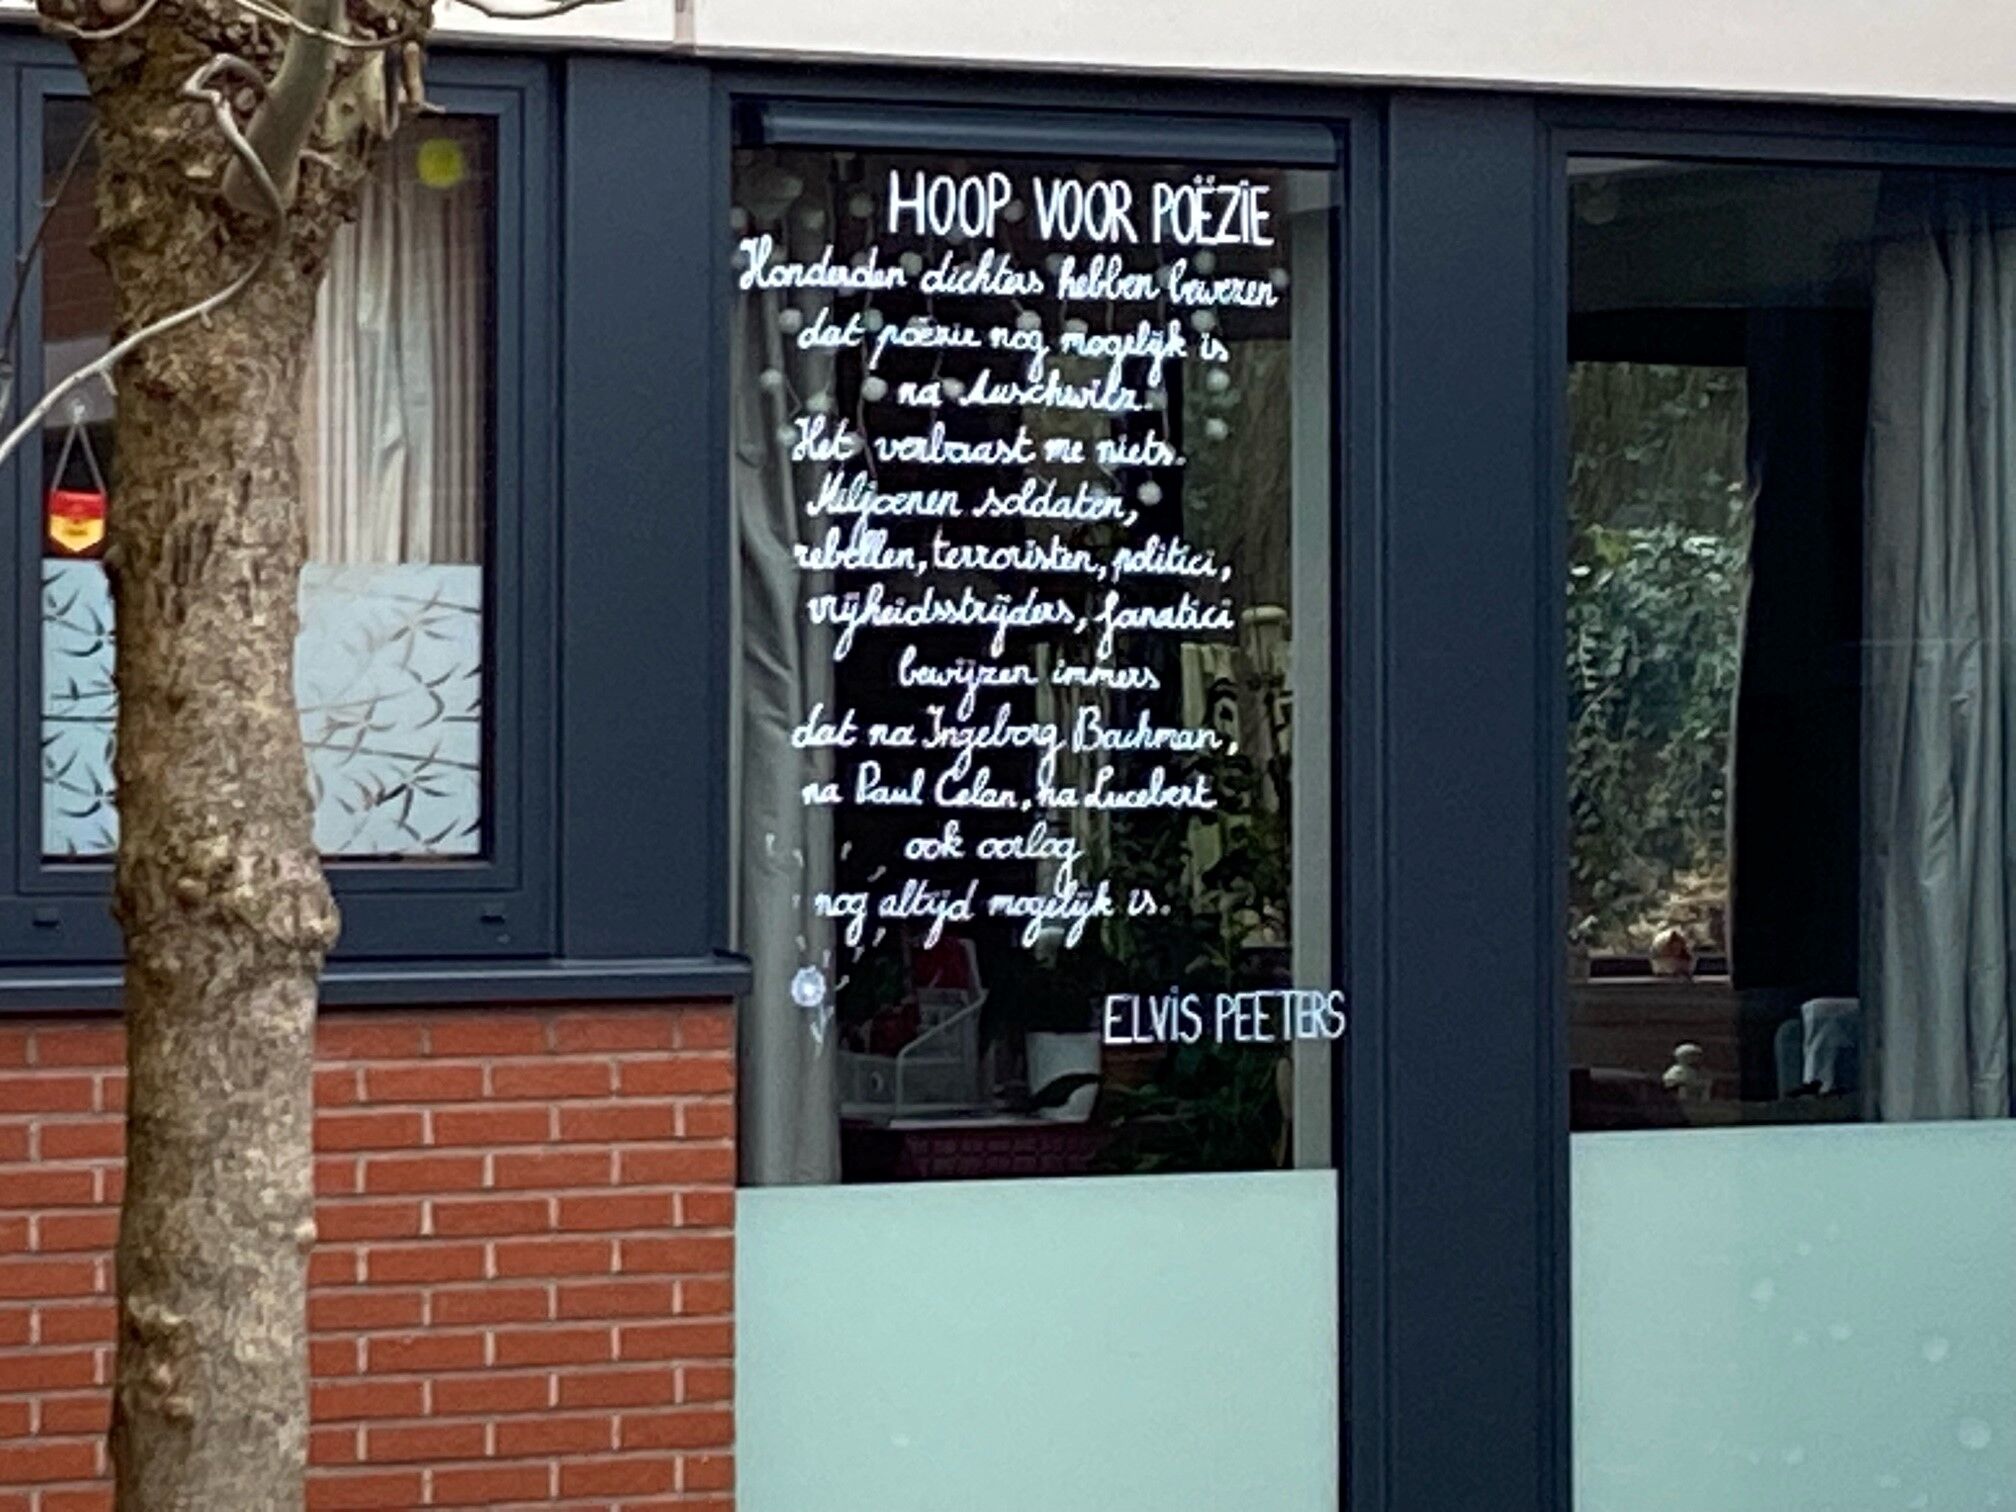 HOOP VOOR POËZIE
Honderden dichters hebben bewezen
dat poëzie nog mogelijk is
na Auschwitz.
Het verbaast me niets.
Miljoenen soldaten,
rebellen, terroristen, politici,
vrijheidsstrijders, fanatici
bewijzen immers
dat na Ingeborg Bachman,
na Paul Celan, na Lucebert
ook oorlog
nog altijd mogelijk is.
ELVIS PEETERS